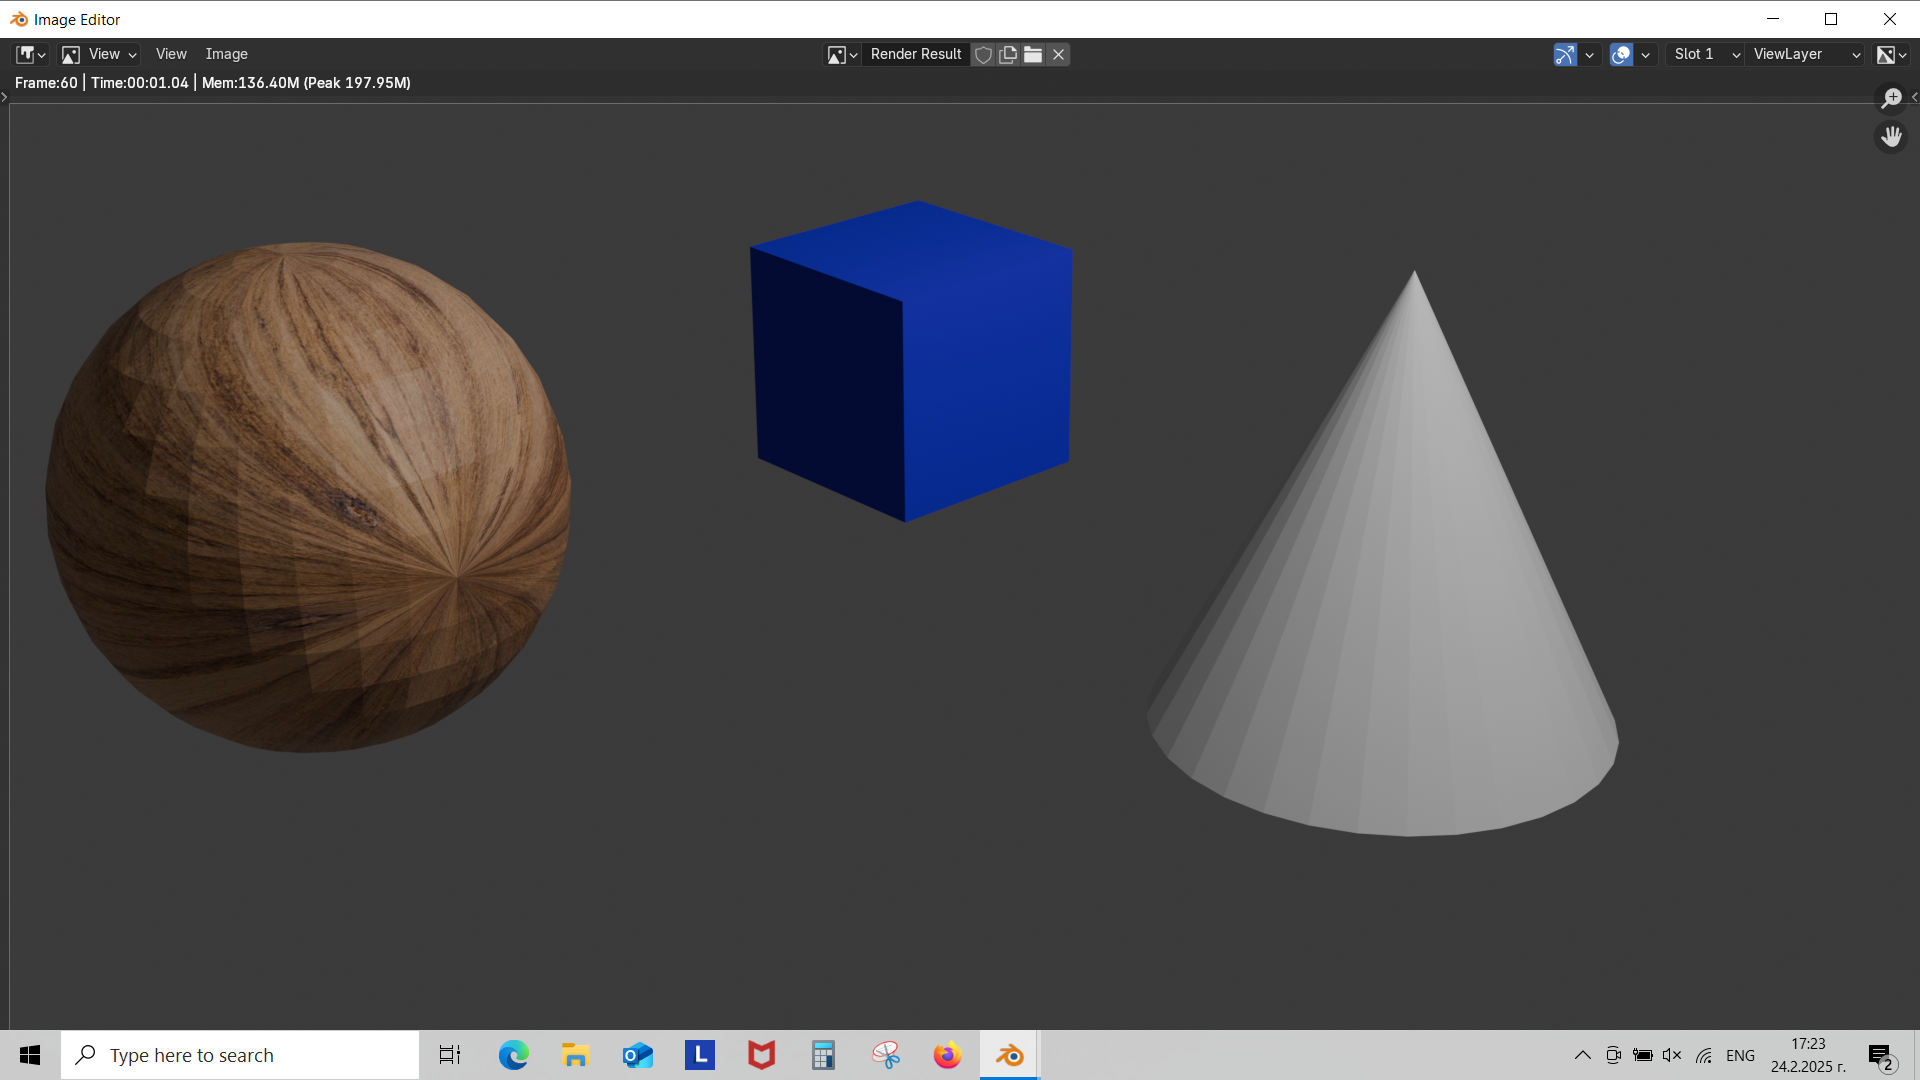 Image Editor
View View Image Render Result Slot 1 ViewLayer
Frame:60 | Time:00:01.04 | Mem:136.40M (Peak 197.95M)
Type here to search
L
ENG
17:23
24.2.2025 г.
2